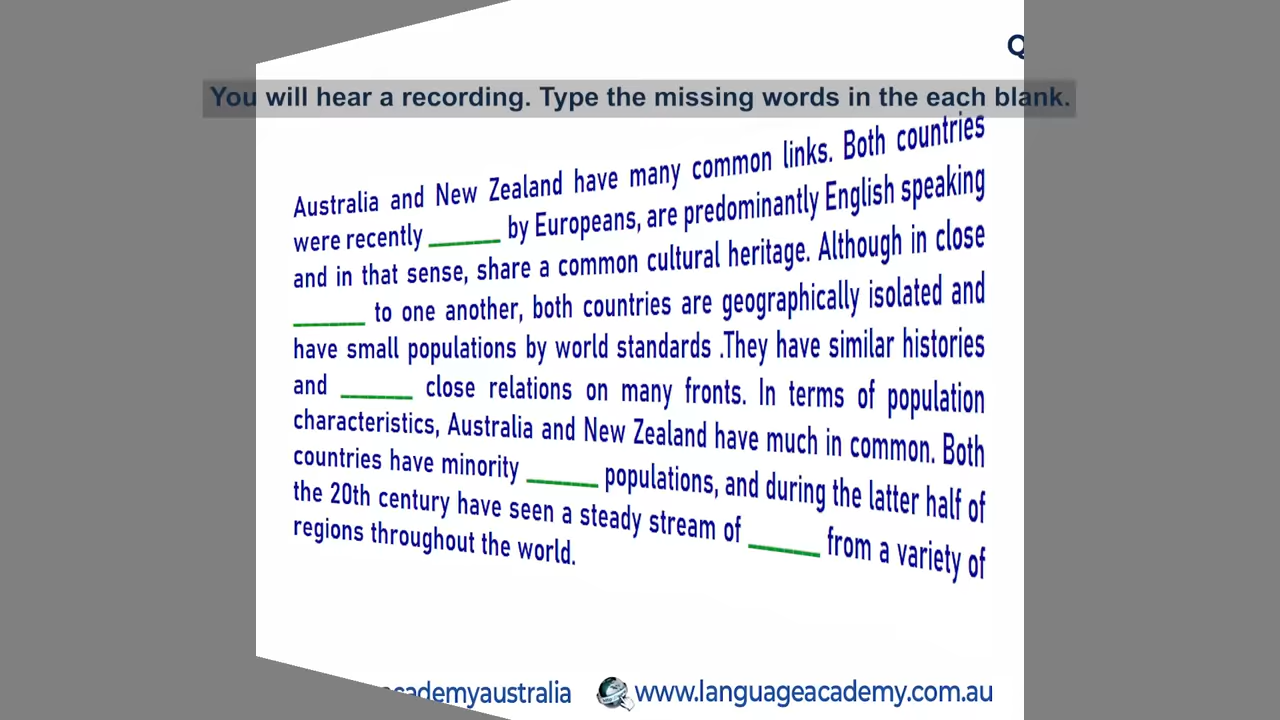 Q
You will hear a recording. Type the missing words in the each blank.
Australia and New Zealand have many common links. Both countries
were recently ______ by Europeans, are predominantly English speaking
and in that sense, share a common cultural heritage. Although in close
______ to one another, both countries are geographically isolated and
have small populations by world standards .They have similar histories
and ______ close relations on many fronts. In terms of population
characteristics, Australia and New Zealand have much in common. Both
countries have minority ______ populations, and during the latter half of
the 20th century have seen a steady stream of ______ from a variety of
regions throughout the world.
academyaustralia www.languageacademy.com.au